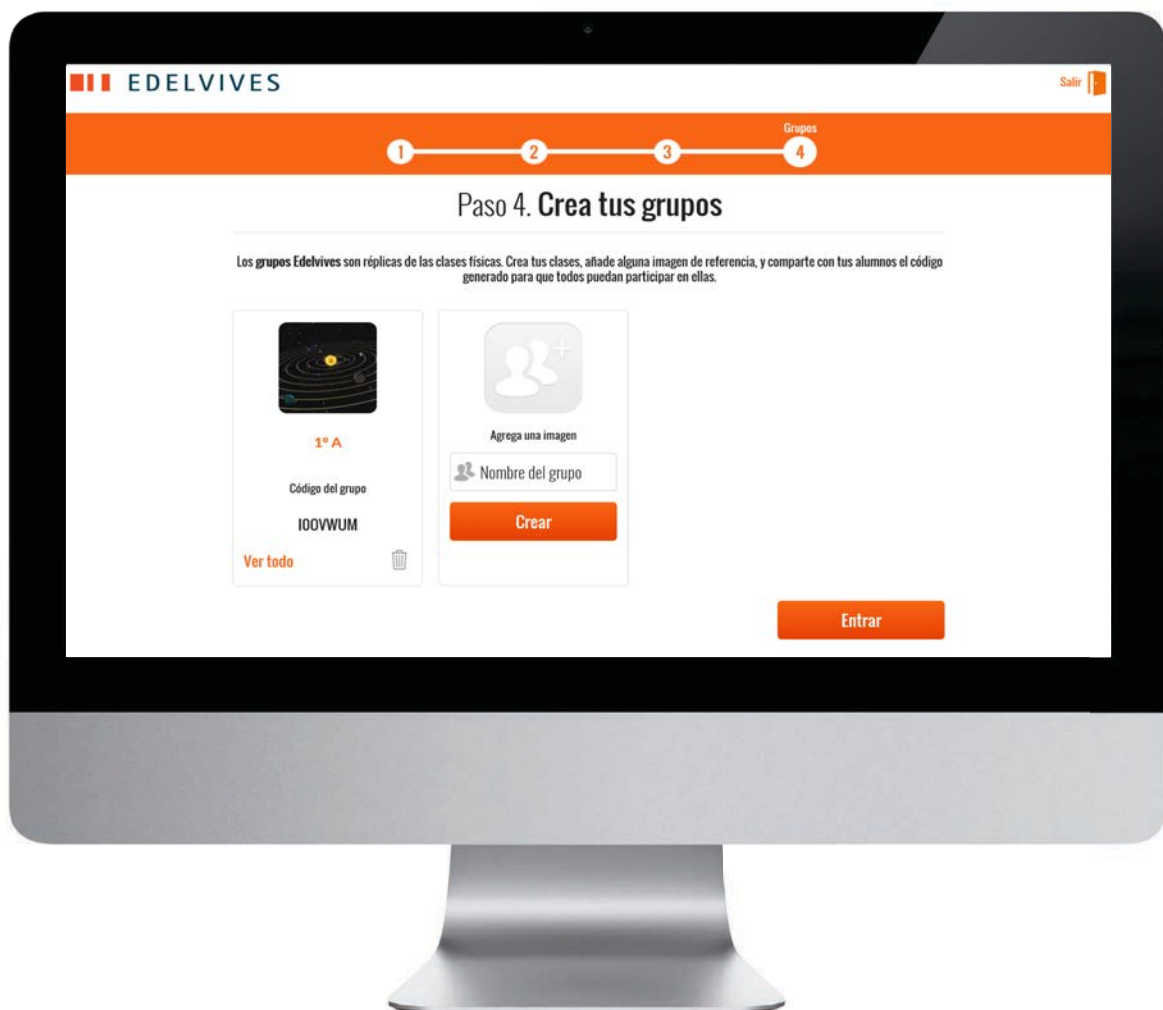 EDELVIVES
Salir
Grupos
1 2 3 4
Paso 4. Crea tus grupos
Los grupos Edelvives son réplicas de las clases físicas. Crea tus clases, añade alguna imagen de referencia, y comparte con tus alumnos el código
generado para que todos puedan participar en ellas.
1º A
Código del grupo
IOOVWUM
Ver todo
Agrega una imagen
Nombre del grupo
Crear
Entrar